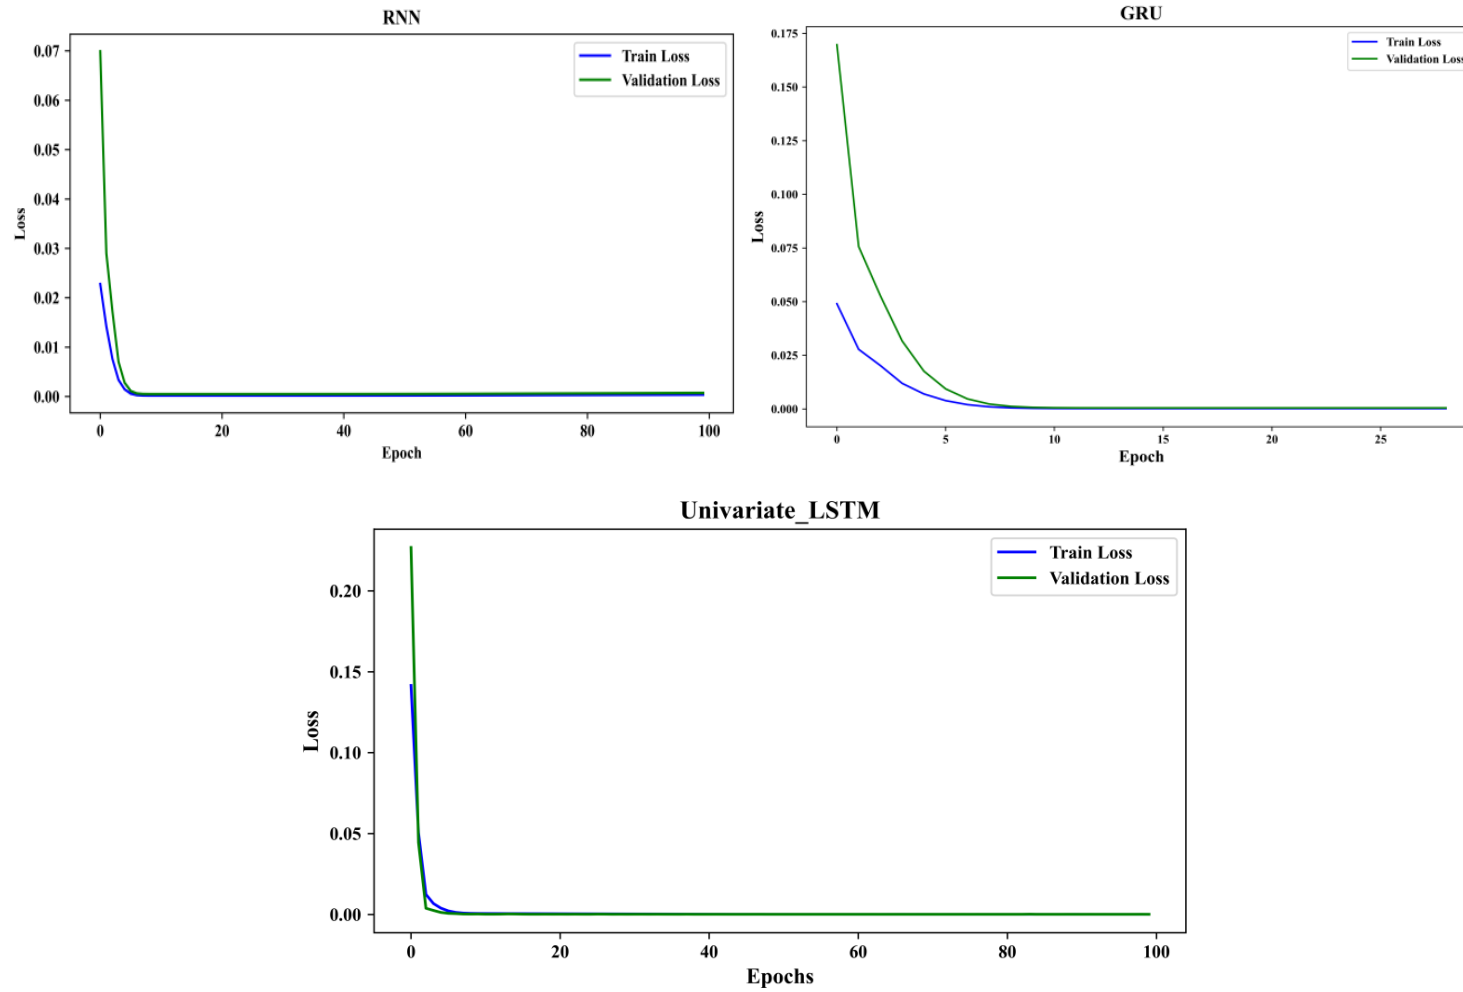 RNN
0.07
0.06
0.05
0.04
0.03
0.02
0.01
0.00
Loss
Train Loss
Validation Loss
0 20 40 60 80 100
Epoch
GRU
0.175
0.150
0.125
0.100
0.075
0.050
0.025
0.000
Loss
Train Loss
Validation Loss
0 5 10 15 20 25
Epoch
Univariate_LSTM
0.20
0.15
0.10
0.05
0.00
Loss
Train Loss
Validation Loss
0 20 40 60 80 100
Epochs